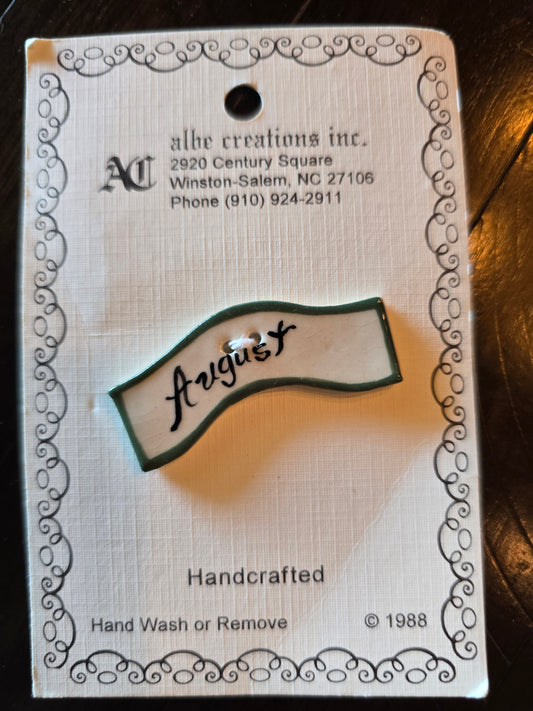 albe creations inc.
AC
2920 Century Square
Winston-Salem, NC 27106
Phone (910) 924-2911
August
Handcrafted
Hand Wash or Remove © 1988